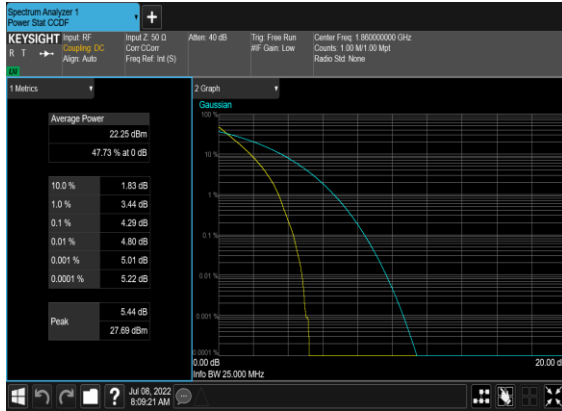 Spectrum Analyzer 1
Power Stat CCDF
+
KEYSIGHT
R T
LU
Input: RF
Coupling: DC
Align: Auto
Input Z: 50 Ω
Corr CCorr
Freq Ref: Int (S)
Atten: 40 dB
Trig: Free Run
#IF Gain: Low
Center Freq: 1.860000000 GHz
Counts: 1.00 M/1.00 Mpt
Radio Std: None
1 Metrics
Average Power
22.25 dBm
47.73 % at 0 dB
10.0 % 1.83 dB
1.0 % 3.44 dB
0.1 % 4.29 dB
0.01 % 4.80 dB
0.001 % 5.01 dB
0.0001 % 5.22 dB
Peak
5.44 dB
27.69 dBm
2 Graph
Gaussian
100 %
10 %
1 %
0.1 %
0.01 %
0.001 %
0.0001 %
0.00 dB
20.00 d
Info BW 25.000 MHz
?
Jul 08, 2022
8:09:21 AM